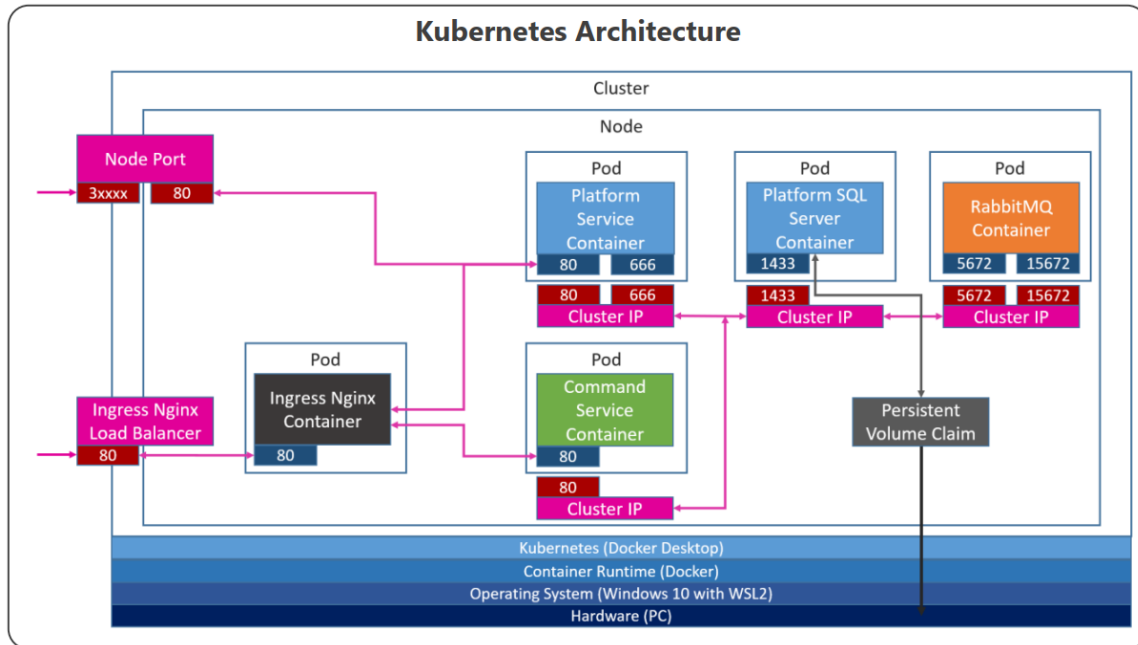 Kubernetes Architecture
Cluster
Node
Node Port
3xxxx
80
Pod
Platform
Service
Container
80
666
80
666
Cluster IP
Pod
Platform SQL
Server
Container
1433
1433
Cluster IP
Pod
RabbitMQ
Container
5672
15672
5672
15672
Cluster IP
Ingress Nginx
Load Balancer
80
Pod
Ingress Nginx
Container
80
Pod
Command
Service
Container
80
80
Cluster IP
Persistent
Volume Claim
Kubernetes (Docker Desktop)
Container Runtime (Docker)
Operating System (Windows 10 with WSL2)
Hardware (PC)